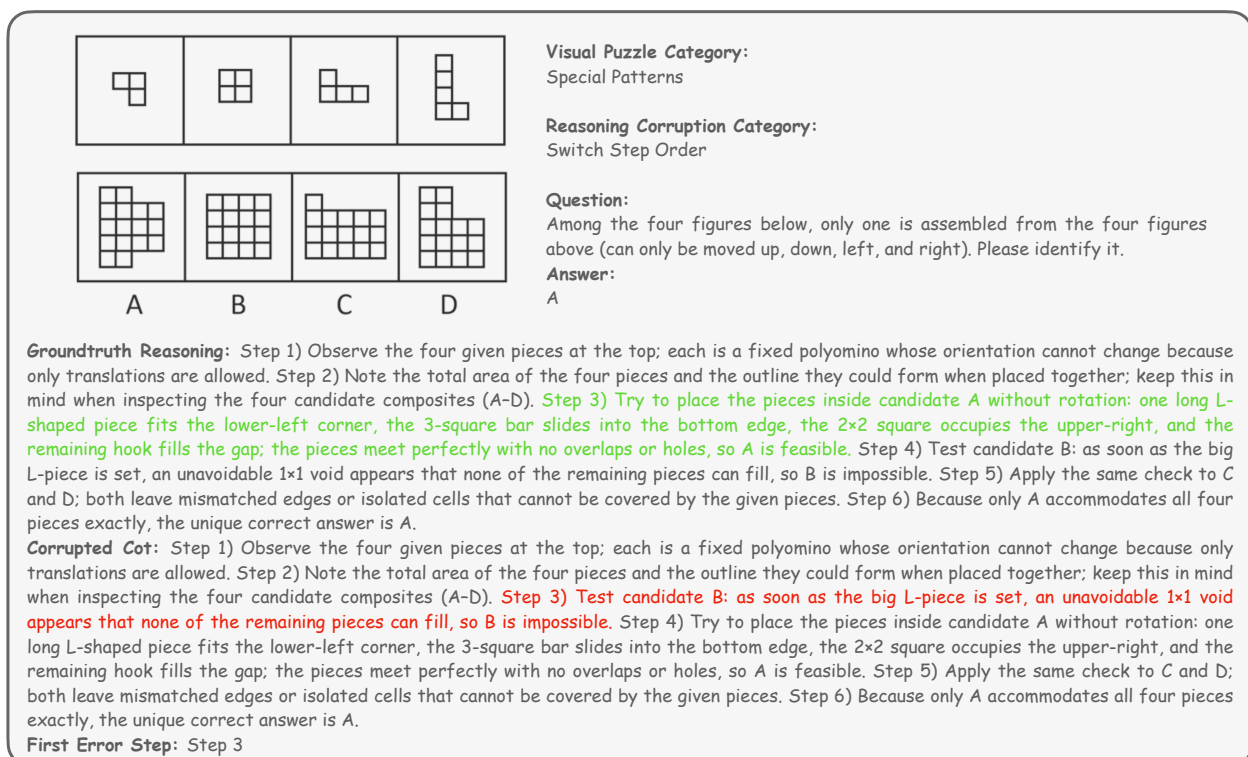 Visual Puzzle Category:
Special Patterns
Reasoning Corruption Category:
Switch Step Order
Question:
Among the four figures below, only one is assembled from the four figures
above (can only be moved up, down, left, and right). Please identify it.
Answer:
A
A B C D
Groundtruth Reasoning: Step 1) Observe the four given pieces at the top; each is a fixed polyomino whose orientation cannot change because
only translations are allowed. Step 2) Note the total area of the four pieces and the outline they could form when placed together; keep this in
mind when inspecting the four candidate composites (A–D). Step 3) Try to place the pieces inside candidate A without rotation: one long L-
shaped piece fits the lower-left corner, the 3-square bar slides into the bottom edge, the 2×2 square occupies the upper-right, and the
remaining hook fills the gap; the pieces meet perfectly with no overlaps or holes, so A is feasible. Step 4) Test candidate B: as soon as the big
L-piece is set, an unavoidable 1×1 void appears that none of the remaining pieces can fill, so B is impossible. Step 5) Apply the same check to C
and D; both leave mismatched edges or isolated cells that cannot be covered by the given pieces. Step 6) Because only A accommodates all four
pieces exactly, the unique correct answer is A.
Corrupted Cot: Step 1) Observe the four given pieces at the top; each is a fixed polyomino whose orientation cannot change because only
translations are allowed. Step 2) Note the total area of the four pieces and the outline they could form when placed together; keep this in mind
when inspecting the four candidate composites (A–D). Step 3) Test candidate B: as soon as the big L-piece is set, an unavoidable 1×1 void
appears that none of the remaining pieces can fill, so B is impossible. Step 4) Try to place the pieces inside candidate A without rotation: one
long L-shaped piece fits the lower-left corner, the 3-square bar slides into the bottom edge, the 2×2 square occupies the upper-right, and the
remaining hook fills the gap; the pieces meet perfectly with no overlaps or holes, so A is feasible. Step 5) Apply the same check to C and D;
both leave mismatched edges or isolated cells that cannot be covered by the given pieces. Step 6) Because only A accommodates all four pieces
exactly, the unique correct answer is A.
First Error Step: Step 3